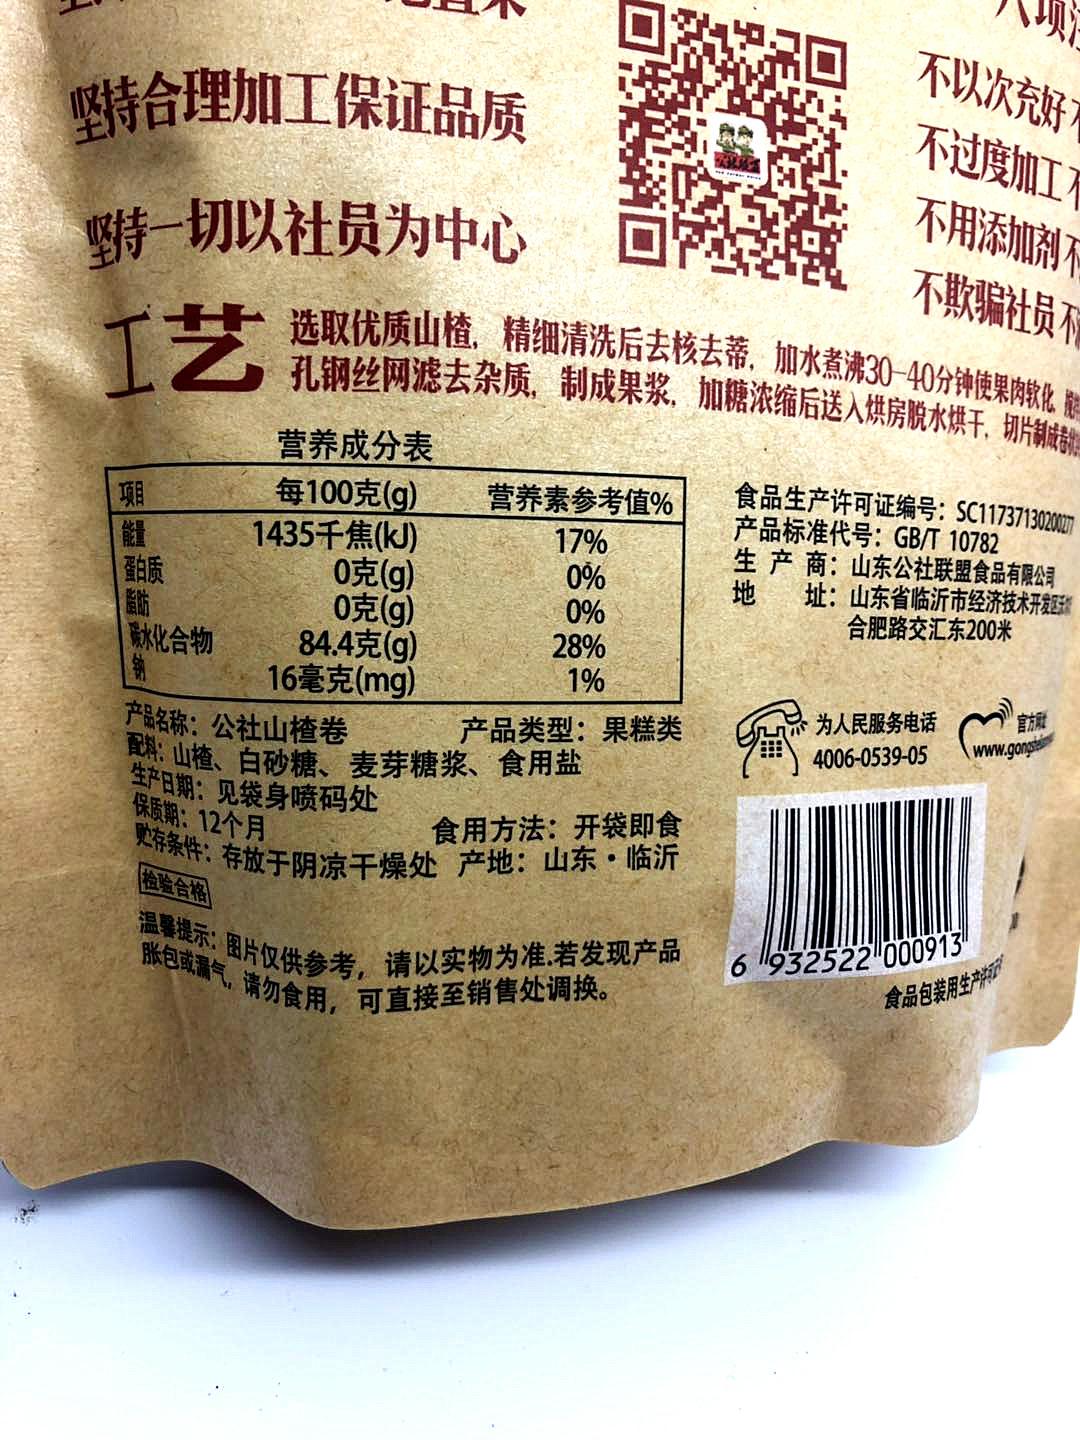 坚持合理加工保证品质
坚持一切以社员为中心
不以次充好
不过度加工
不用添加剂
不欺骗社员
工艺
选取优质山楂，精细清洗后去核去蒂，加水煮沸30-40分钟使果肉软化，
孔钢丝网滤去杂质，制成果浆，加糖浓缩后送入烘房脱水烘干，切片制成卷
营养成分表
项目 每100克(g) 营养素参考值%
能量 1435千焦(kJ) 17%
蛋白质 0克(g) 0%
脂肪 0克(g) 0%
碳水化合物 84.4克(g) 28%
钠 16毫克(mg) 1%
产品名称：公社山楂卷 产品类型：果糕类
配料：山楂、白砂糖、麦芽糖浆、食用盐
生产日期：见袋身喷码处
保质期：12个月 食用方法：开袋即食
贮存条件：存放于阴凉干燥处 产地：山东·临沂
检验合格
温馨提示：图片仅供参考，请以实物为准.若发现产品
胀包或漏气，请勿食用，可直接至销售处调换。
食品生产许可证编号：SC11737130200277
产品标准代号：GB/T 10782
生产商：山东公社联盟食品有限公司
地址：山东省临沂市经济技术开发区
合肥路交汇东200米
为人民服务电话
4006-0539-05
官方网址
www.gongshe
6 932522 000913
食品包装用生产许可证